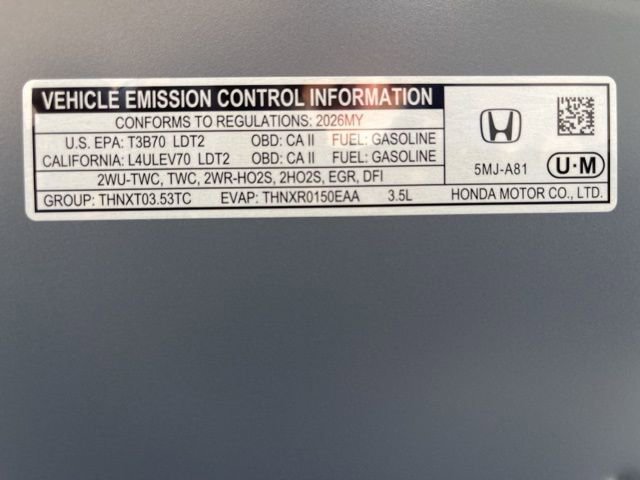 VEHICLE EMISSION CONTROL INFORMATION
CONFORMS TO REGULATIONS: 2026MY
U.S. EPA: T3B70 LDT2 OBD: CA II FUEL: GASOLINE
CALIFORNIA: L4ULEV70 LDT2 OBD: CA II FUEL: GASOLINE
2WU-TWC, TWC, 2WR-HO2S, 2HO2S, EGR, DFI
GROUP: THNXT03.53TC EVAP: THNXR0150EAA 3.5L
5MJ-A81 U·M
HONDA MOTOR CO., LTD.